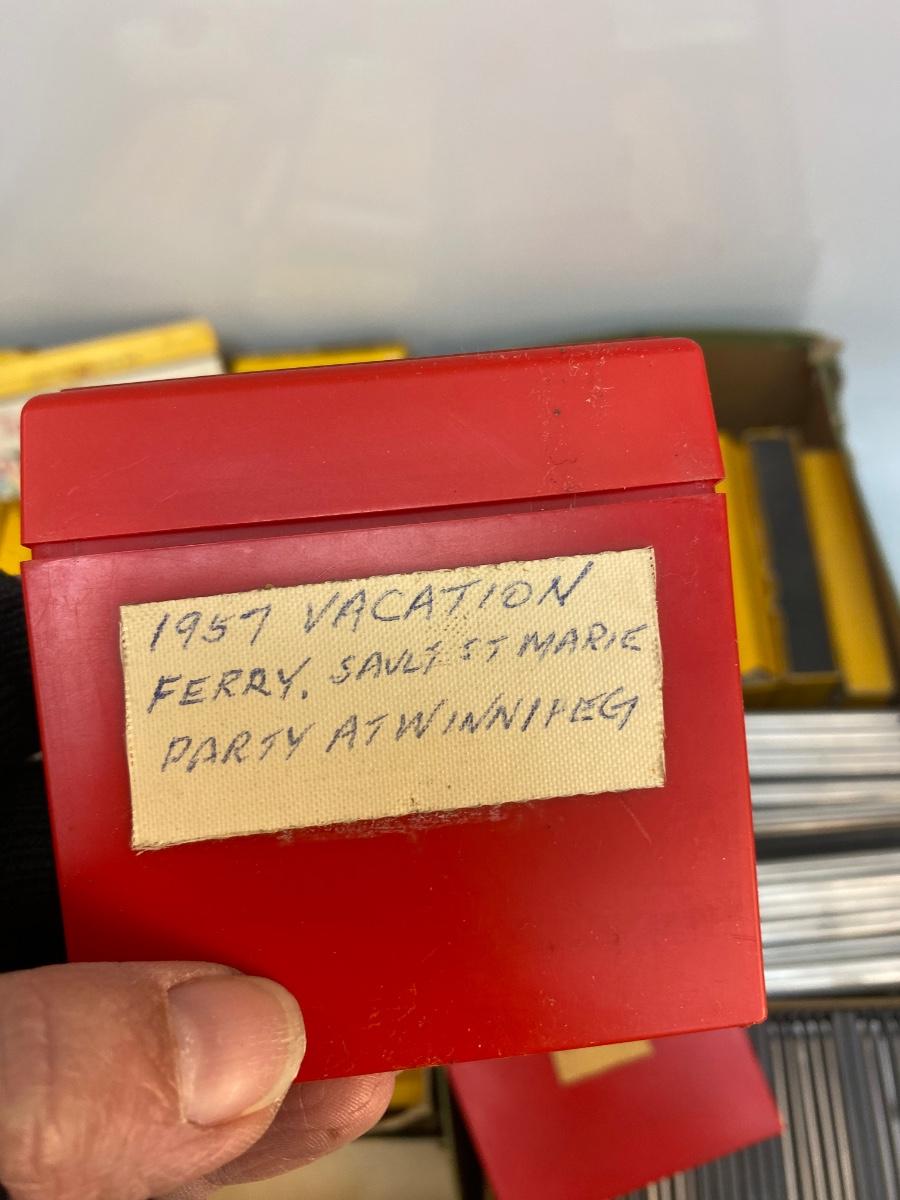 1957 VACATION
FERRY. SAULT ST MARIE
PARTY AT WINNIPEG